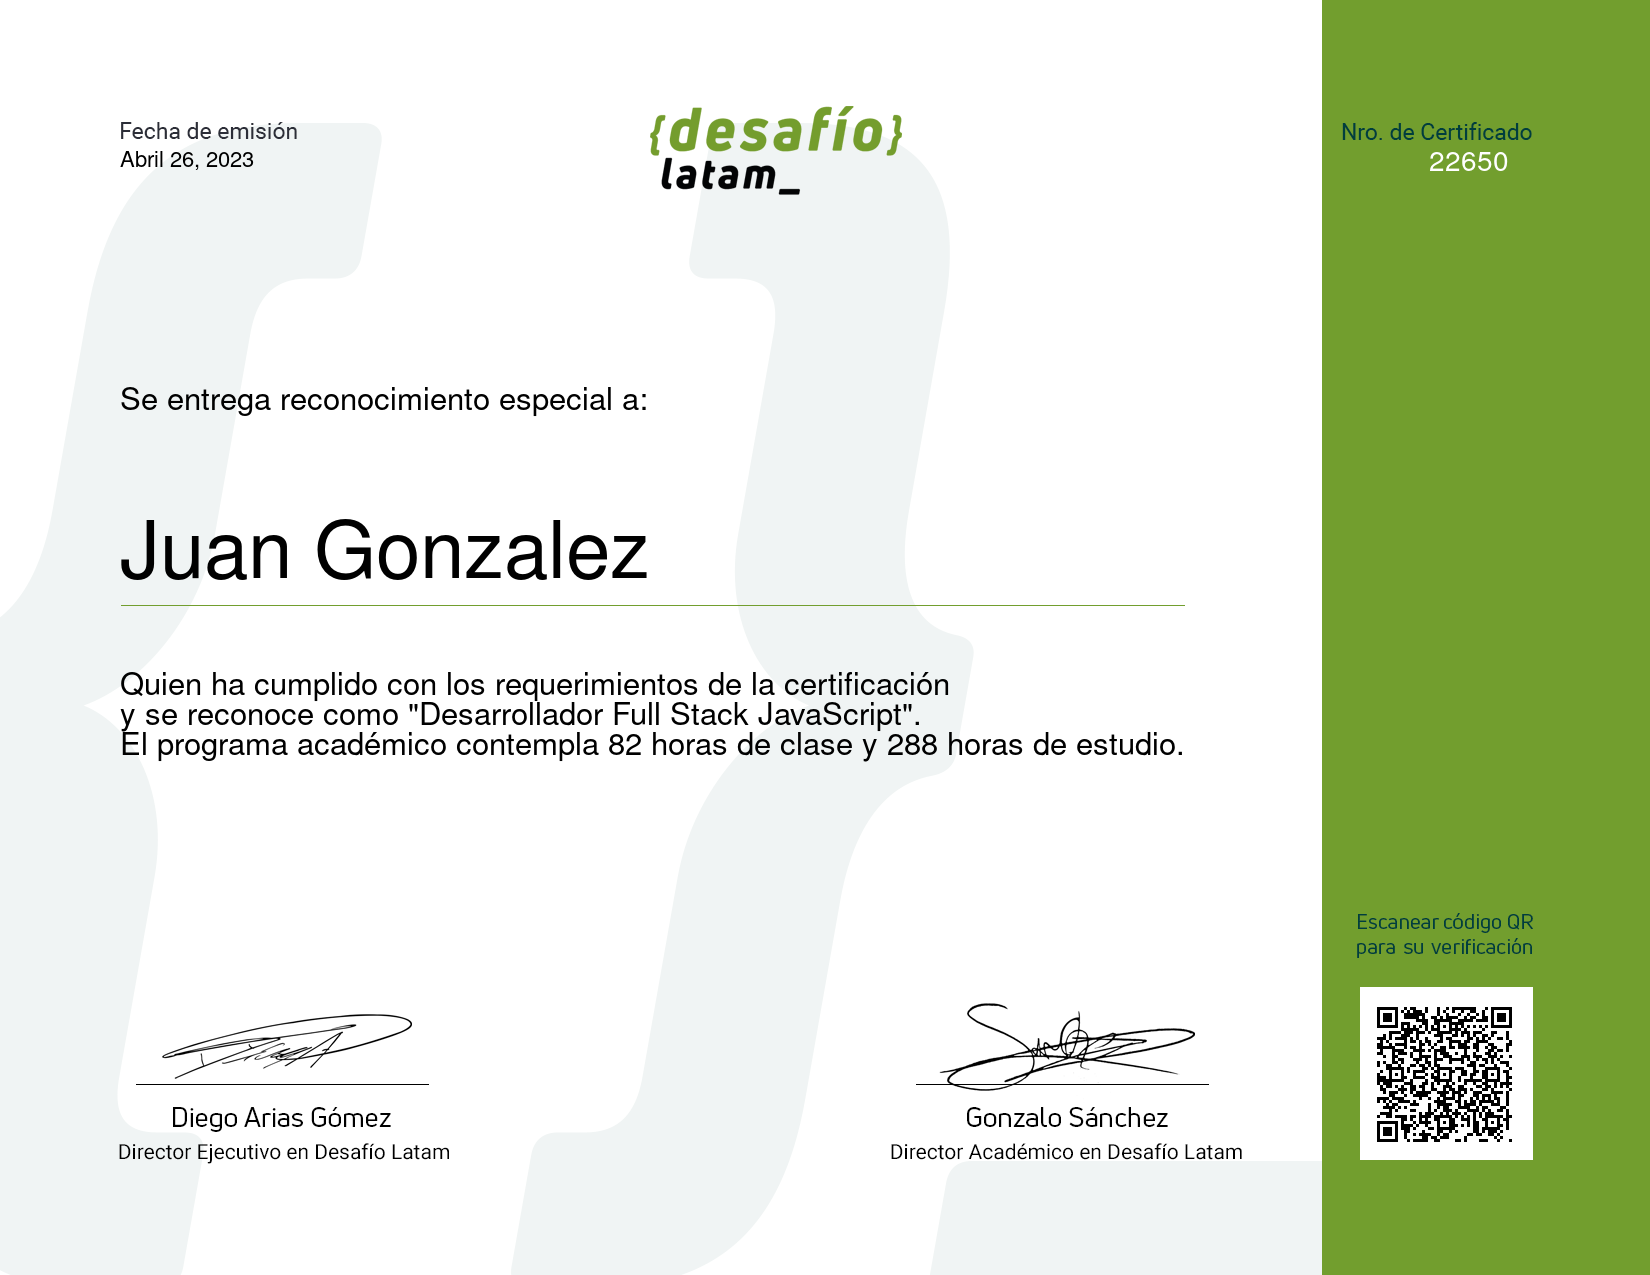 Fecha de emisión
Abril 26, 2023
{desafío}
latam_
Nro. de Certificado
22650
Se entrega reconocimiento especial a:
Juan Gonzalez
Quien ha cumplido con los requerimientos de la certificación
y se reconoce como "Desarrollador Full Stack JavaScript".
El programa académico contempla 82 horas de clase y 288 horas de estudio.
Escanear código QR
para su verificación
Diego Arias Gómez
Director Ejecutivo en Desafío Latam
Gonzalo Sánchez
Director Académico en Desafío Latam